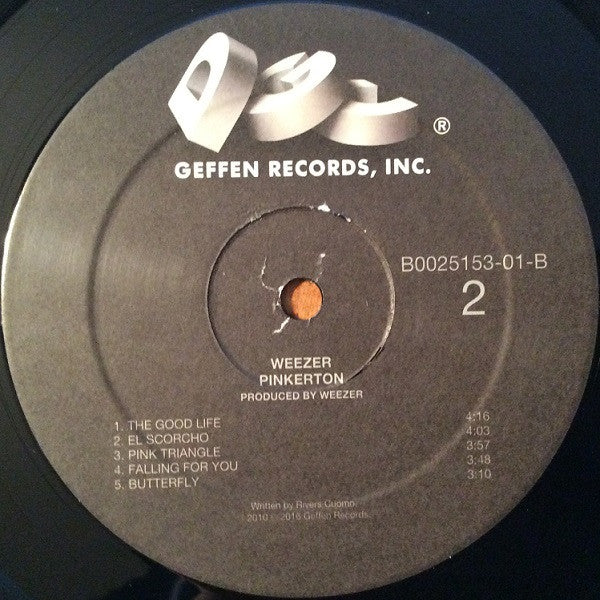 ®
GEFFEN RECORDS, INC.
B0025153-01-B
2
WEEZER
PINKERTON
PRODUCED BY WEEZER
1. THE GOOD LIFE 4:16
2. EL SCORCHO 4:03
3. PINK TRIANGLE 3:57
4. FALLING FOR YOU 3:48
5. BUTTERFLY 3:10
Written by Rivers Cuomo.
2010 2016 Geffen Records.